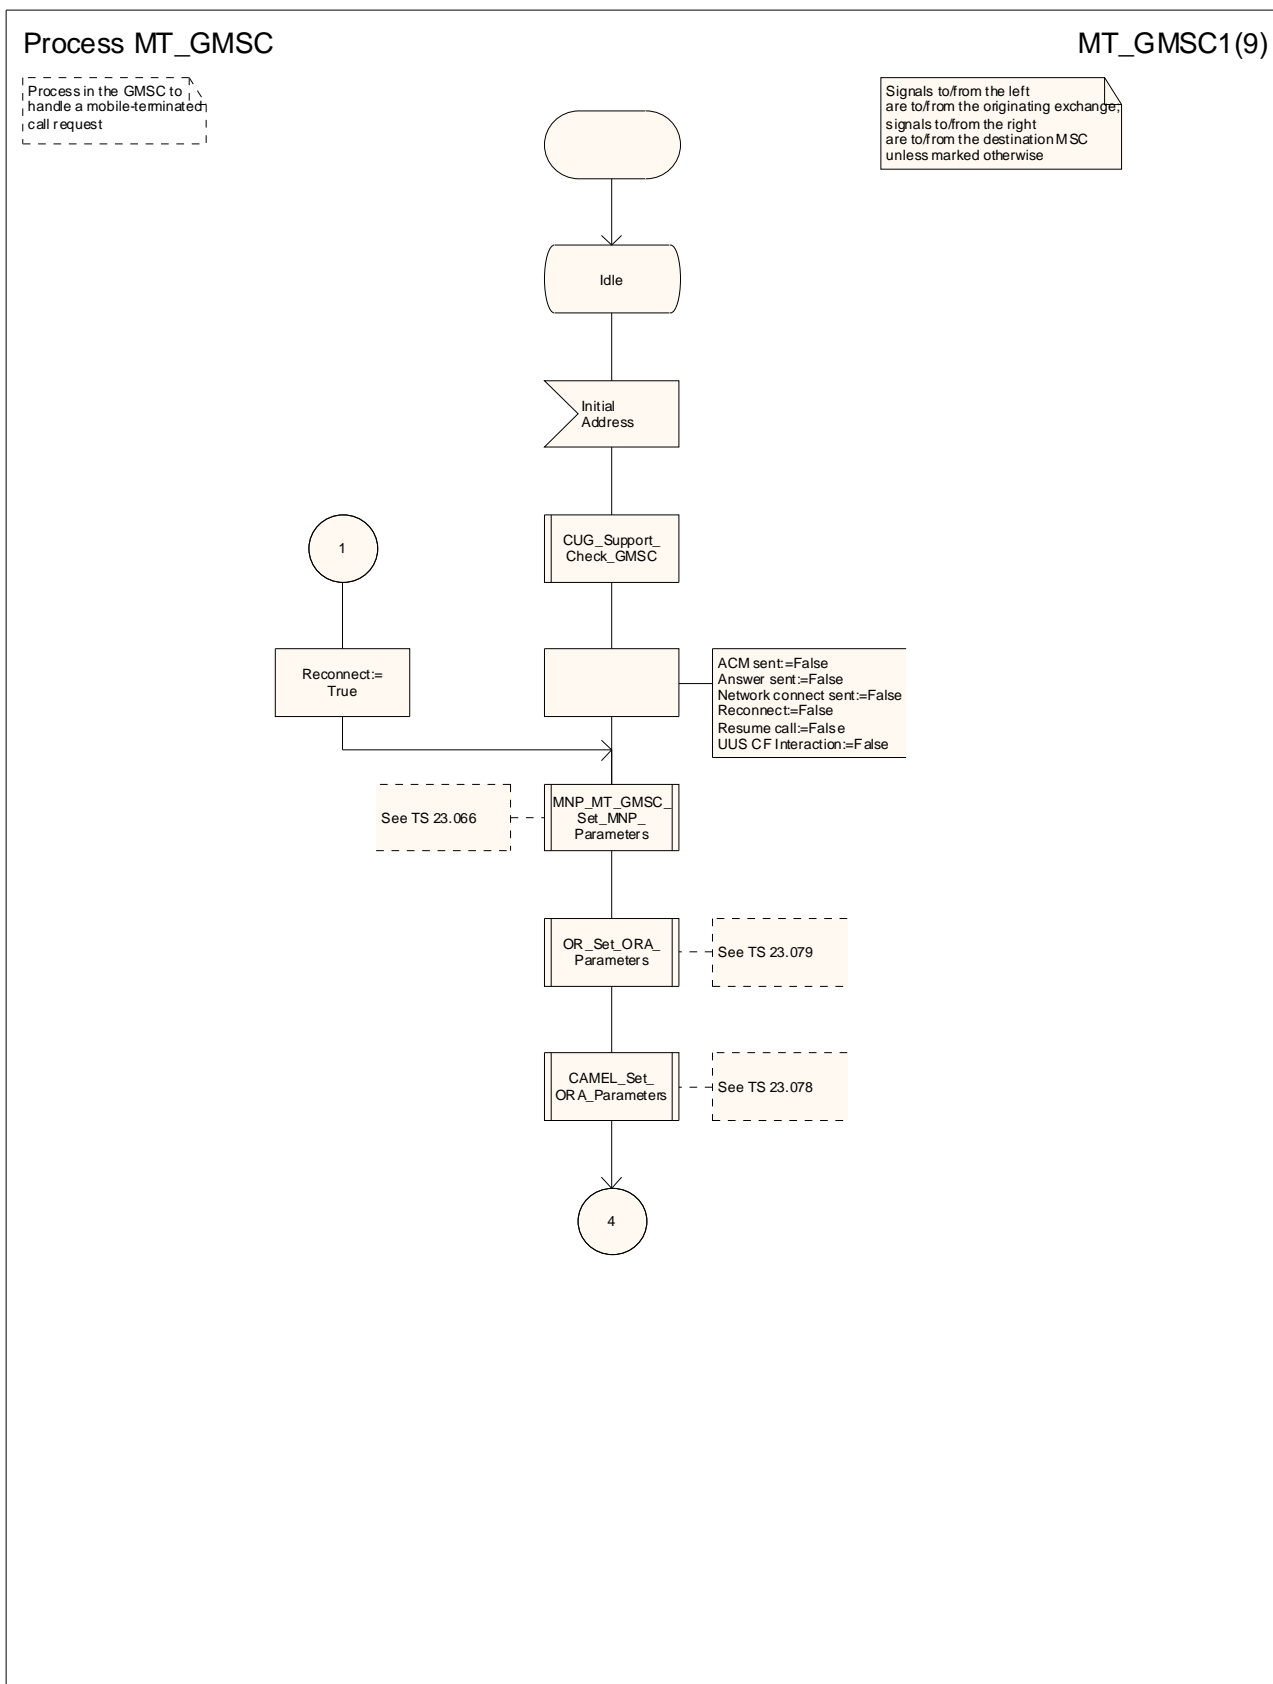 Process MT_GMSC
MT_GMSC1(9)
Process in the GMSC to
handle a mobile-terminated
call request
Signals to/from the left
are to/from the originating exchange;
signals to/from the right
are to/from the destination MSC
unless marked otherwise
Idle
Initial
Address
CUG_Support_
Check_GMSC
1
Reconnect:=
True
ACM sent:=False
Answer sent:=False
Network connect sent:=False
Reconnect:=False
Resume call:=False
UUS CF Interaction:=False
See TS 23.066
MNP_MT_GMSC_
Set_MNP_
Parameters
OR_Set_ORA_
Parameters
See TS 23.079
CAMEL_Set_
ORA_Parameters
See TS 23.078
4